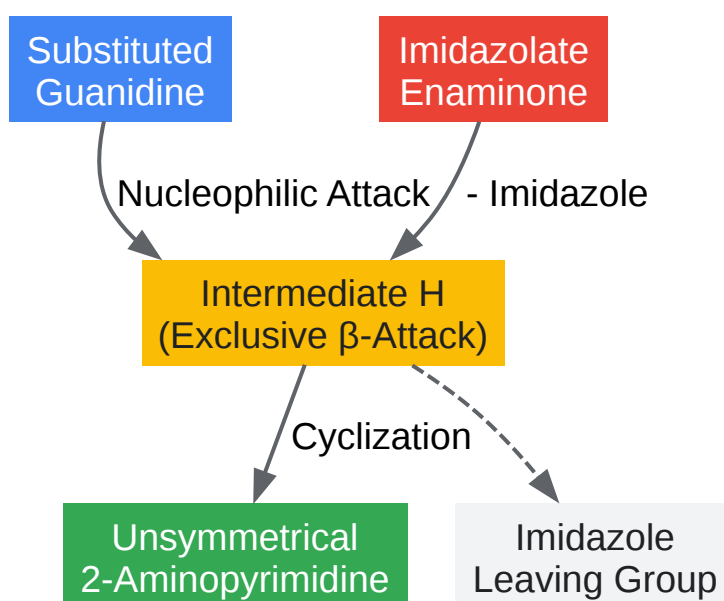 Substituted
Guanidine
Imidazolate
Enaminone
Nucleophilic Attack
- Imidazole
Intermediate H
(Exclusive β-Attack)
Cyclization
Unsymmetrical
2-Aminopyrimidine
Imidazole
Leaving Group